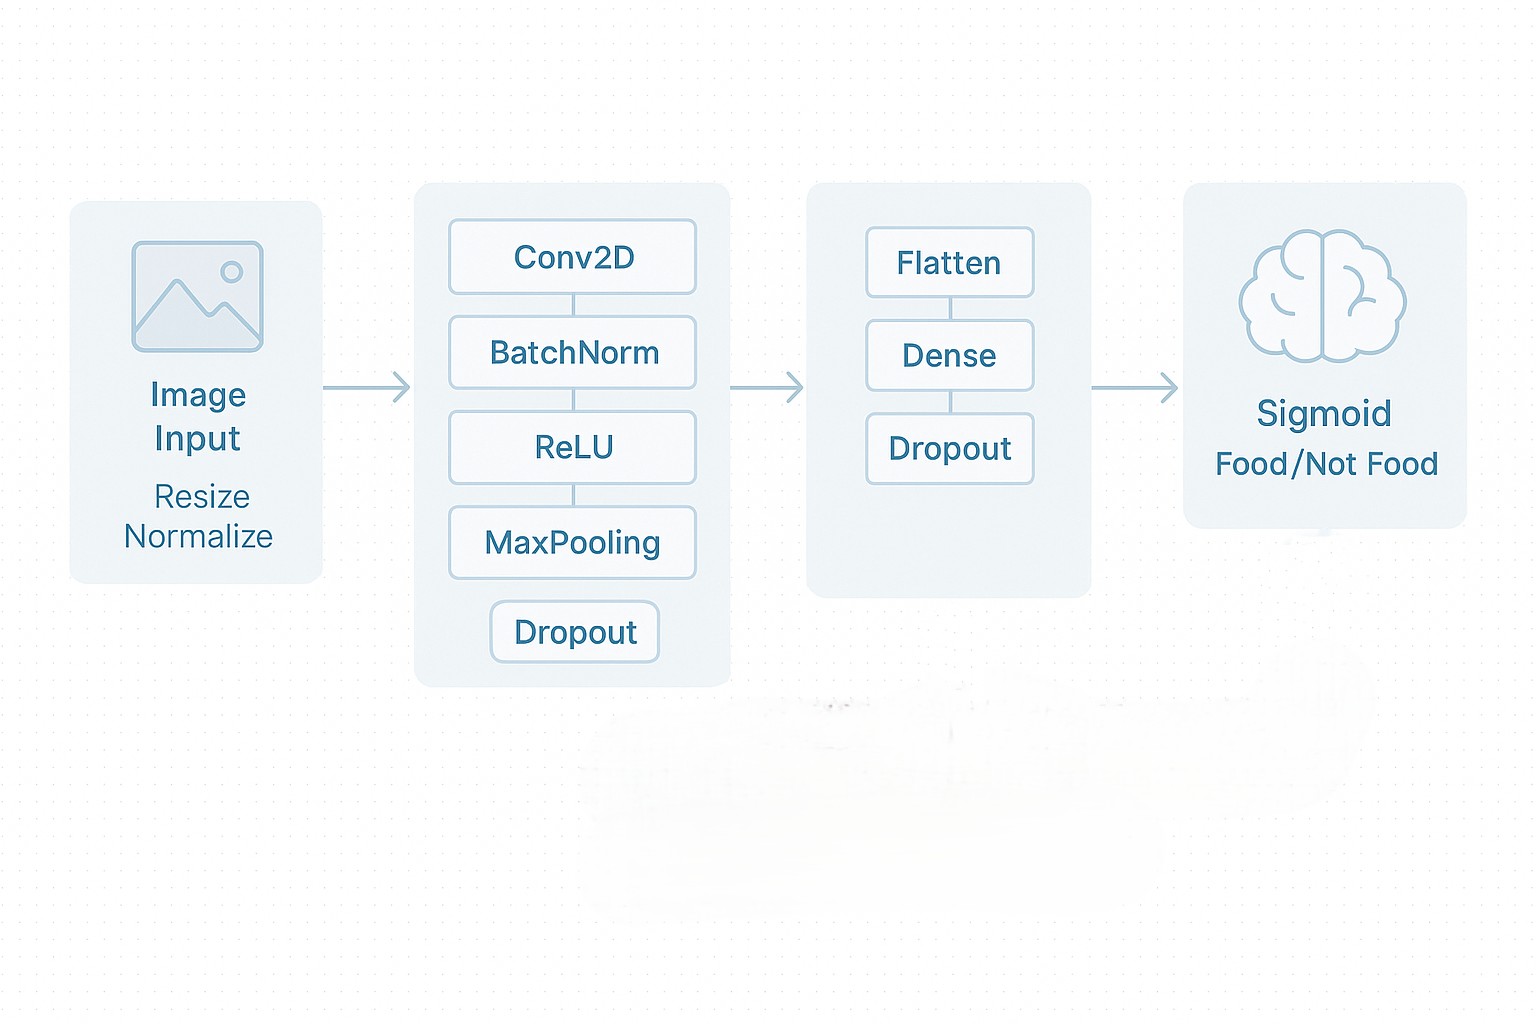 Image
Input
Resize
Normalize
Conv2D
BatchNorm
ReLU
MaxPooling
Dropout
Flatten
Dense
Dropout
Sigmoid
Food/Not Food